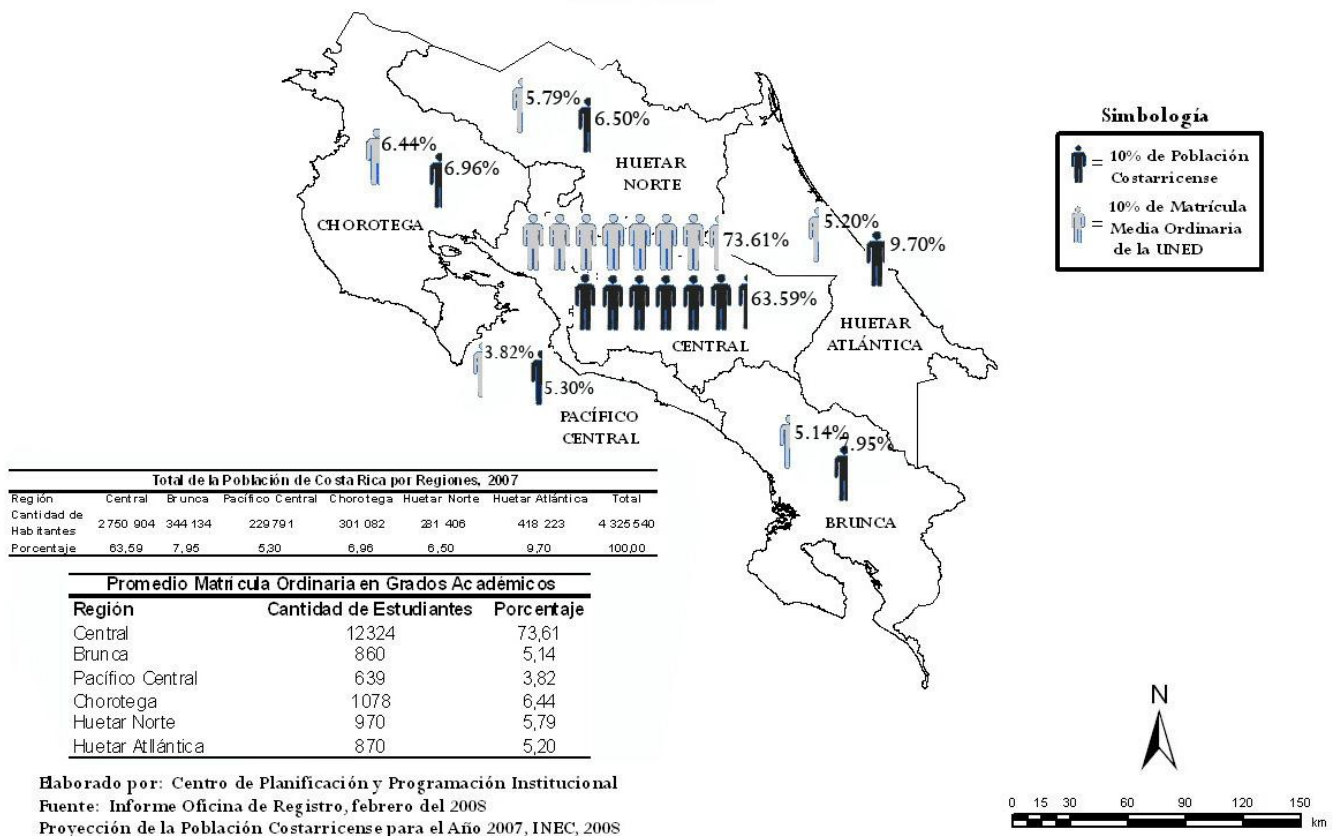 5.79%
6.50%
HUETAR
NORTE
6.44%
6.96%
CHOROTEGA
73.61%
63.59%
CENTRAL
5.20%
9.70%
HUETAR
ATLÁNTICA
3.82%
5.30%
PACÍFICO
CENTRAL
5.14%
7.95%
BRUNCA
Simbología
= 10% de Población
Costarricense
= 10% de Matrícula
Media Ordinaria
de la UNED
Total de la Población de Costa Rica por Regiones, 2007
Región Central Brunca Pacífico Central Chorotega Huetar Norte Huetar Atlántica Total
Cantidad de
Habitantes 2 750 904 344 134 229 791 301 082 281 406 418 223 4 325 540
Porcentaje 63,59 7,95 5,30 6,96 6,50 9,70 100,00
Promedio Matrícula Ordinaria en Grados Académicos
Región Cantidad de Estudiantes Porcentaje
Central 12324 73,61
Brunca 860 5,14
Pacífico Central 639 3,82
Chorotega 1078 6,44
Huetar Norte 970 5,79
Huetar Atllántica 870 5,20
Elaborado por: Centro de Planificación y Programación Institucional
Fuente: Informe Oficina de Registro, febrero del 2008
Proyección de la Población Costarricense para el Año 2007, INEC, 2008
N
0 15 30 60 90 120 150
km